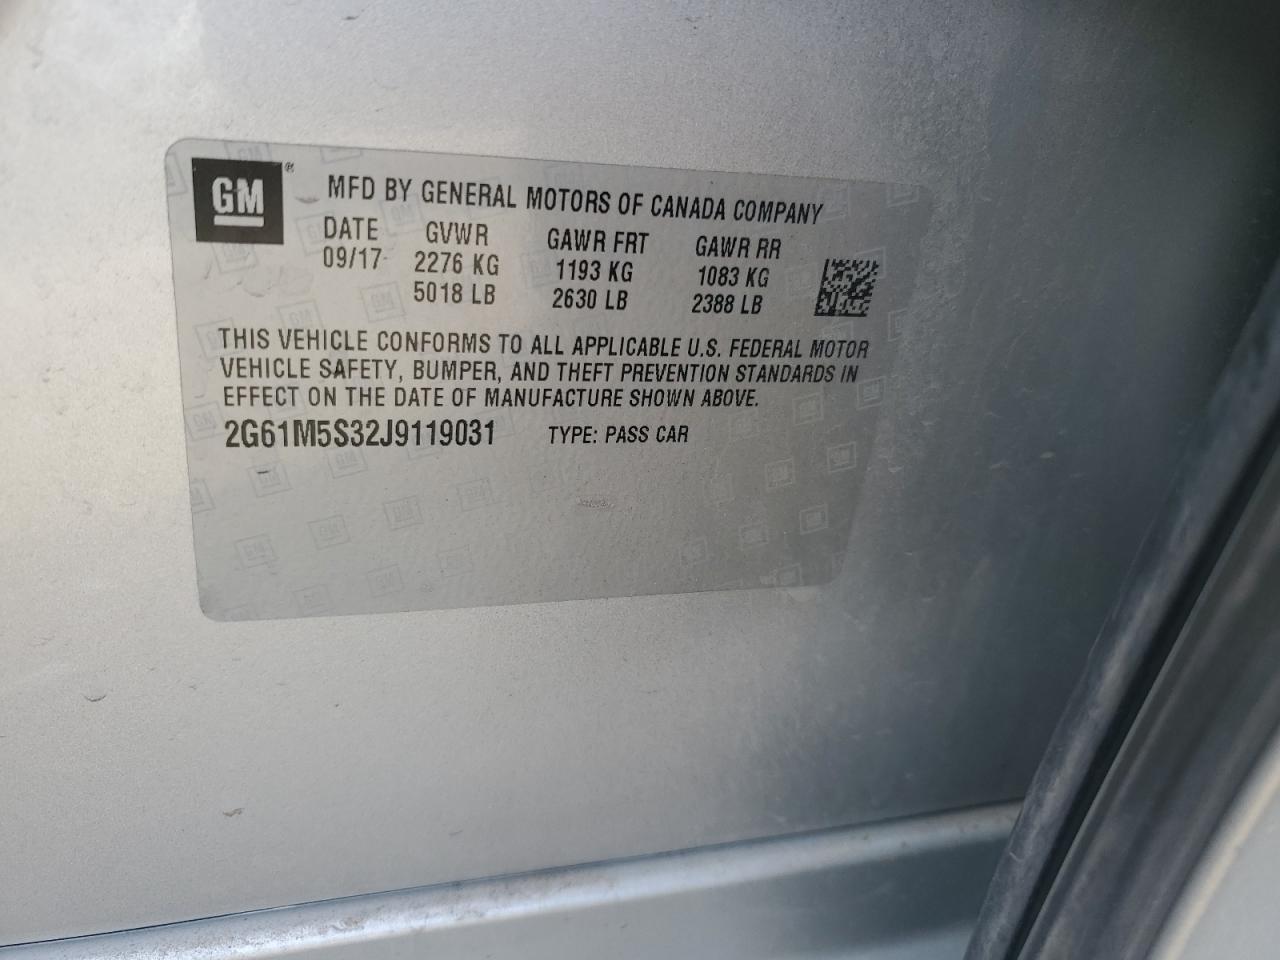 GM ®
MFD BY GENERAL MOTORS OF CANADA COMPANY
DATE GVWR GAWR FRT GAWR RR
09/17 2276 KG 1193 KG 1083 KG
5018 LB 2630 LB 2388 LB
THIS VEHICLE CONFORMS TO ALL APPLICABLE U.S. FEDERAL MOTOR
VEHICLE SAFETY, BUMPER, AND THEFT PREVENTION STANDARDS IN
EFFECT ON THE DATE OF MANUFACTURE SHOWN ABOVE.
2G61M5S32J9119031 TYPE: PASS CAR